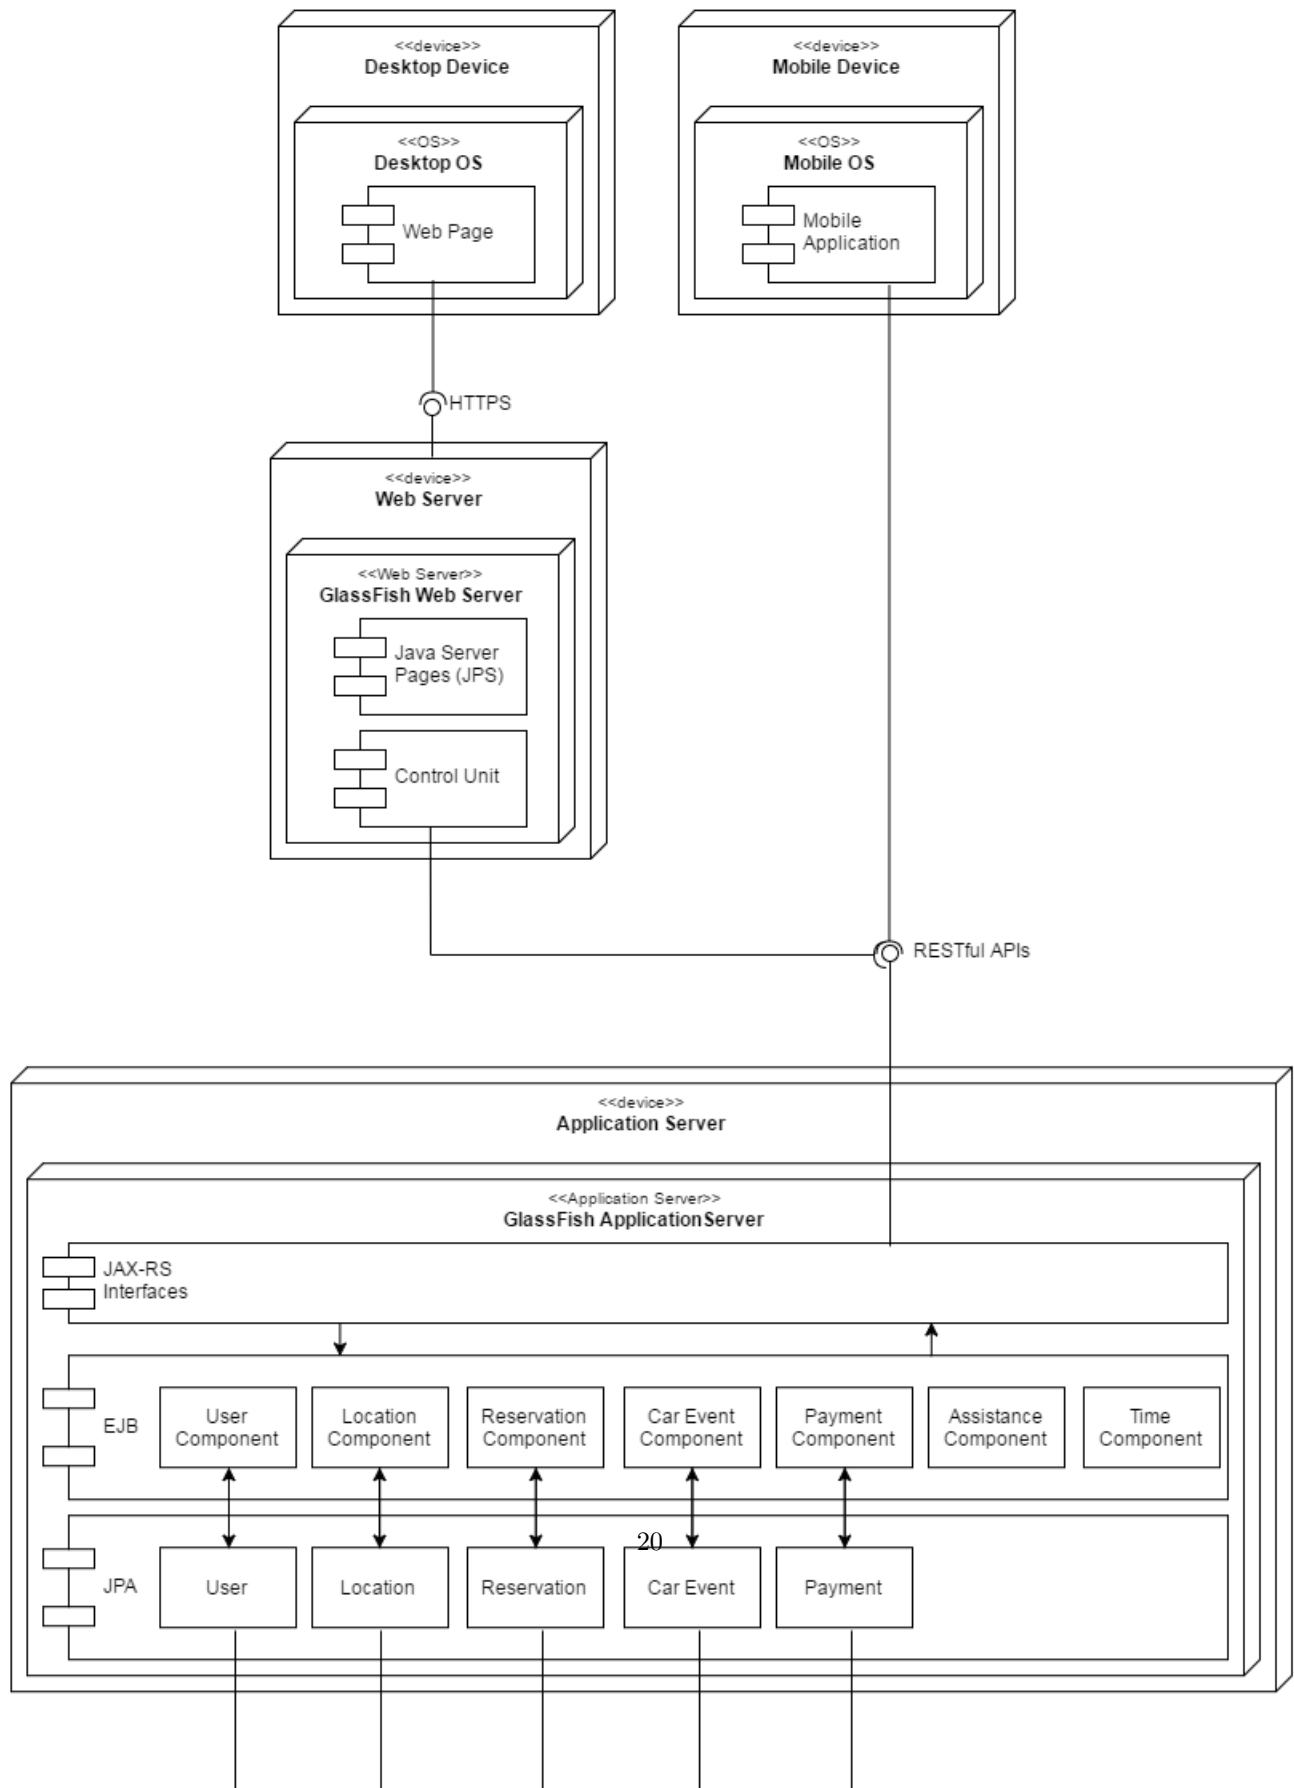 <<device>>
Desktop Device
<<OS>>
Desktop OS
Web Page
<<device>>
Mobile Device
<<OS>>
Mobile OS
Mobile
Application
HTTPS
<<device>>
Web Server
<<Web Server>>
GlassFish Web Server
Java Server
Pages (JPS)
Control Unit
RESTful APIs
<<device>>
Application Server
<<Application Server>>
GlassFish ApplicationServer
JAX-RS
Interfaces
EJB
User
Component
Location
Component
Reservation
Component
Car Event
Component
Payment
Component
Assistance
Component
Time
Component
20
JPA
User
Location
Reservation
Car Event
Payment